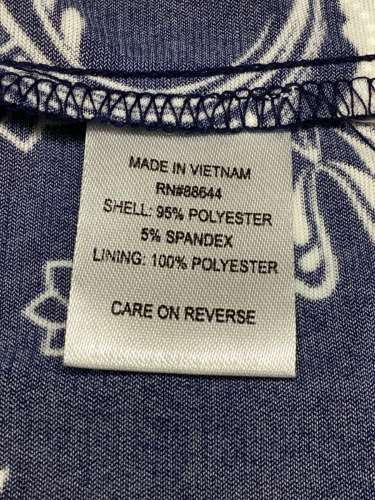 MADE IN VIETNAM
RN#88644
SHELL: 95% POLYESTER
5% SPANDEX
LINING: 100% POLYESTER
CARE ON REVERSE